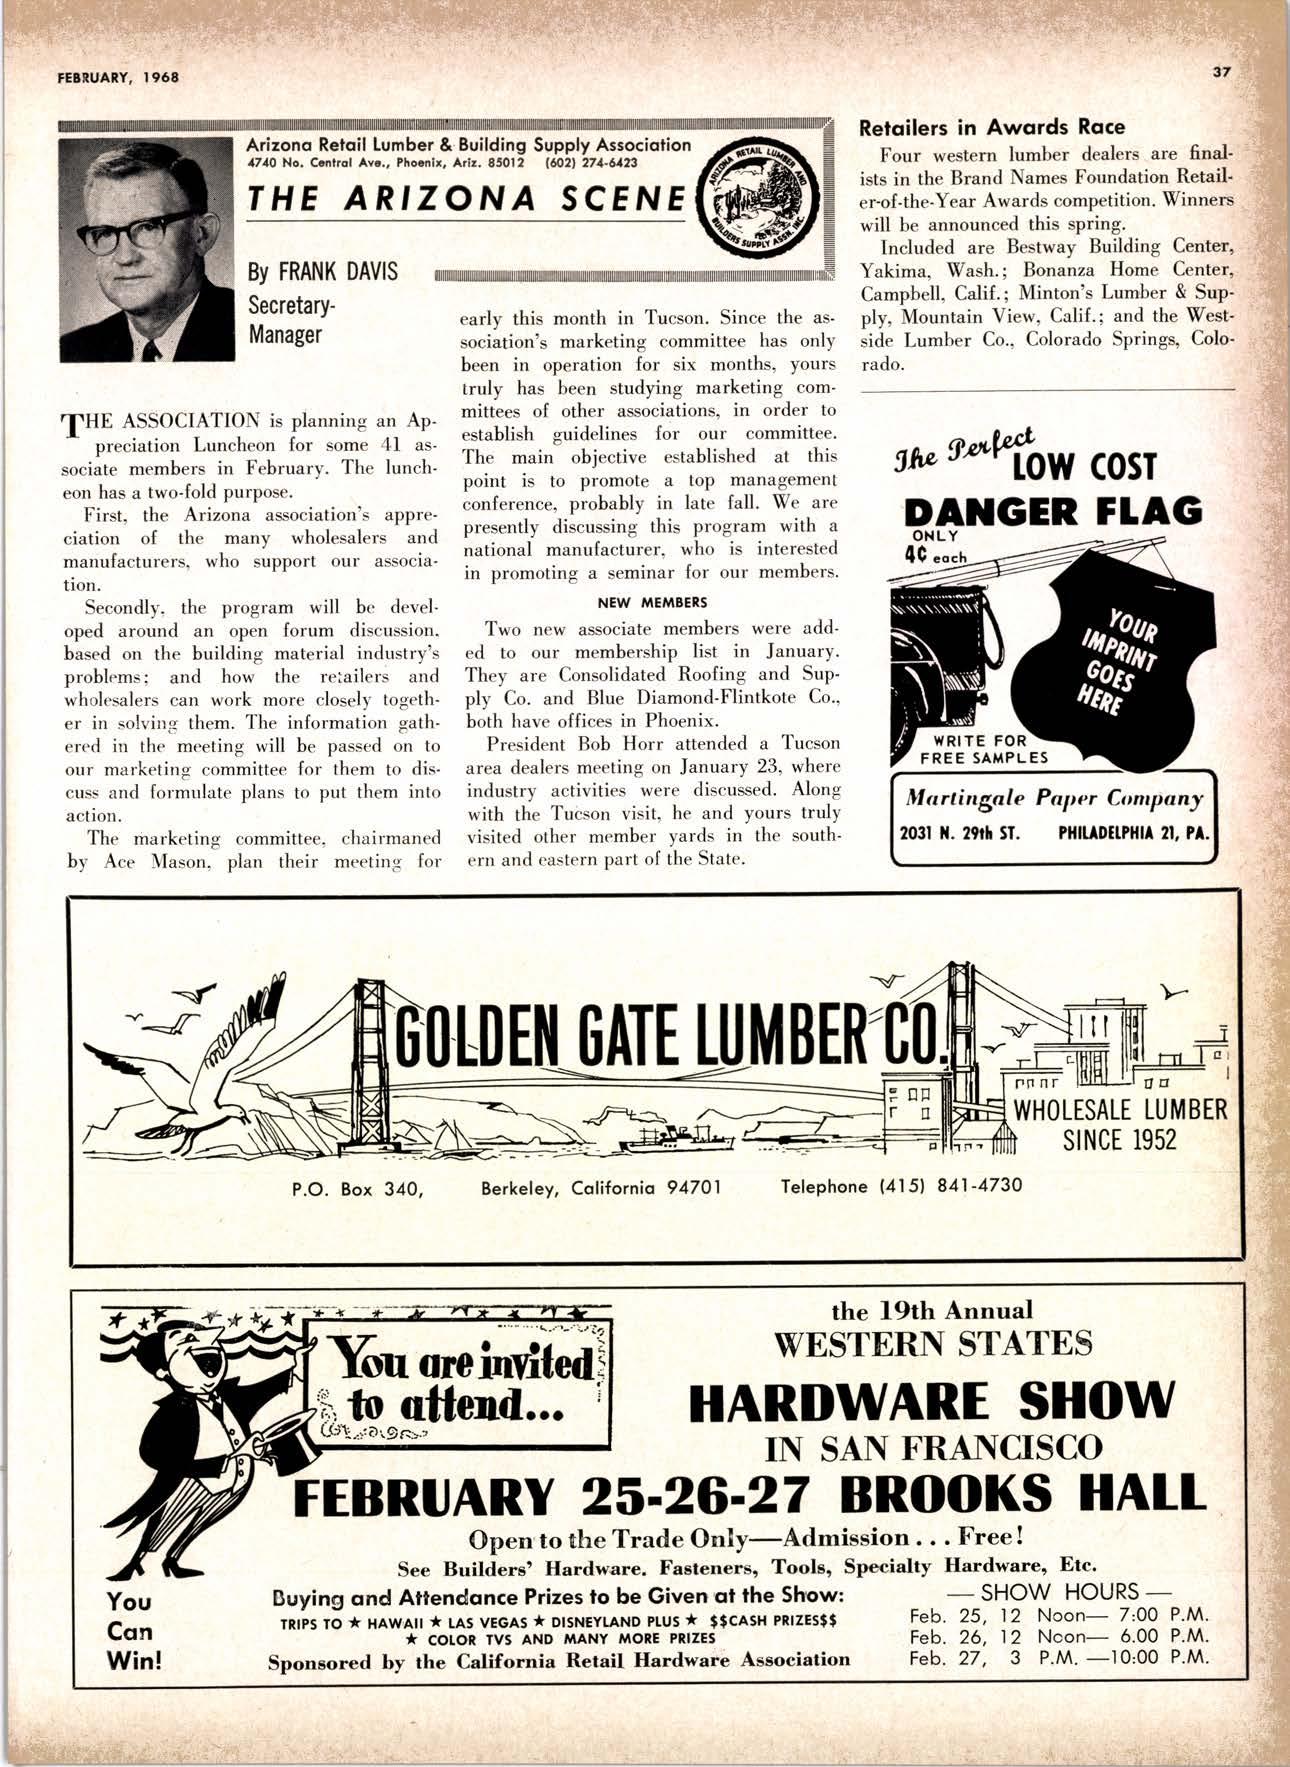 FEBRUARY, 1968
37
Arizona Retail Lumber & Building Supply Association
4740 No. Central Ave., Phoenix, Ariz. 85012 (602) 274-6423
THE ARIZONA SCENE
ARIZONA RETAIL LUMBER AND
BUILDERS SUPPLY ASSN. INC.
By FRANK DAVIS
Secretary-
Manager
THE ASSOCIATION is planning an Ap-
preciation Luncheon for some 41 as-
sociate members in February. The lunch-
eon has a two-fold purpose.
First, the Arizona association's appre-
ciation of the many wholesalers and
manufacturers, who support our associa-
tion.
Secondly, the program will be devel-
oped around an open forum discussion,
based on the building material industry's
problems; and how the retailers and
wholesalers can work more closely togeth-
er in solving them. The information gath-
ered in the meeting will be passed on to
our marketing committee for them to dis-
cuss and formulate plans to put them into
action.
The marketing committee, chairmaned
by Ace Mason, plan their meeting for
early this month in Tucson. Since the as-
sociation's marketing committee has only
been in operation for six months, yours
truly has been studying marketing com-
mittees of other associations, in order to
establish guidelines for our committee.
The main objective established at this
point is to promote a top management
conference, probably in late fall. We are
presently discussing this program with a
national manufacturer, who is interested
in promoting a seminar for our members.
NEW MEMBERS
Two new associate members were add-
ed to our membership list in January.
They are Consolidated Roofing and Sup-
ply Co. and Blue Diamond-Flintkote Co.,
both have offices in Phoenix.
President Bob Horr attended a Tucson
area dealers meeting on January 23, where
industry activities were discussed. Along
with the Tucson visit, he and yours truly
visited other member yards in the south-
ern and eastern part of the State.
Retailers in Awards Race
Four western lumber dealers are final-
ists in the Brand Names Foundation Retail-
er-of-the-Year Awards competition. Winners
will be announced this spring.
Included are Bestway Building Center,
Yakima, Wash.; Bonanza Home Center,
Campbell, Calif.; Minton's Lumber & Sup-
ply, Mountain View, Calif.; and the West-
side Lumber Co., Colorado Springs, Colo-
rado.
The Perfect
LOW COST
DANGER FLAG
ONLY
4¢ each
YOUR
IMPRINT
GOES
HERE
WRITE FOR
FREE SAMPLES
Martingale Paper Company
2031 N. 29th ST. PHILADELPHIA 21, PA.
GOLDEN GATE LUMBER CO.
WHOLESALE LUMBER
SINCE 1952
P.O. Box 340, Berkeley, California 94701 Telephone (415) 841-4730
You are invited
to attend...
the 19th Annual
WESTERN STATES
HARDWARE SHOW
IN SAN FRANCISCO
FEBRUARY 25-26-27 BROOKS HALL
Open to the Trade Only—Admission . . . Free!
See Builders' Hardware. Fasteners, Tools, Specialty Hardware, Etc.
You
Can
Win!
Buying and Attendance Prizes to be Given at the Show:
TRIPS TO ★ HAWAII ★ LAS VEGAS ★ DISNEYLAND PLUS ★ $$CASH PRIZES$$
★ COLOR TVS AND MANY MORE PRIZES
Sponsored by the California Retail Hardware Association
— SHOW HOURS —
Feb. 25, 12 Noon— 7:00 P.M.
Feb. 26, 12 Noon— 6.00 P.M.
Feb. 27, 3 P.M. —10:00 P.M.